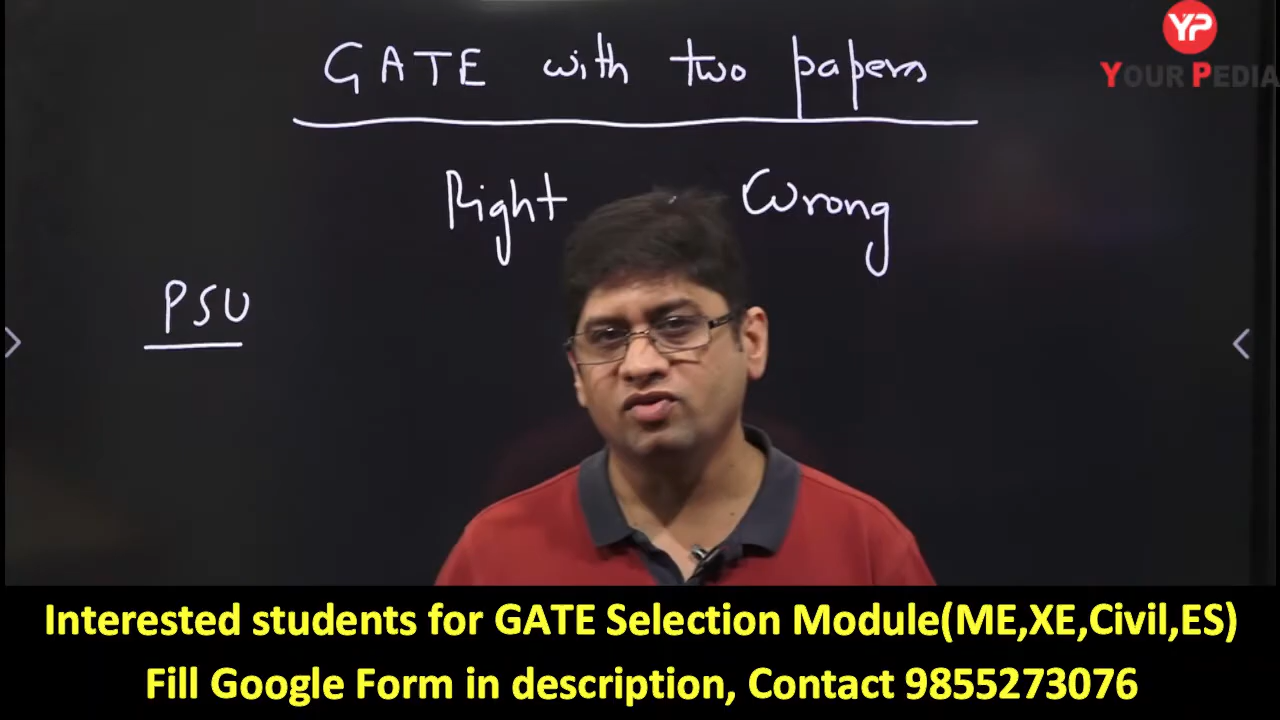 GATE with two papers
YP
YOUR PEDIA
Right Wrong
PSU
Interested students for GATE Selection Module(ME,XE,Civil,ES)
Fill Google Form in description, Contact 9855273076